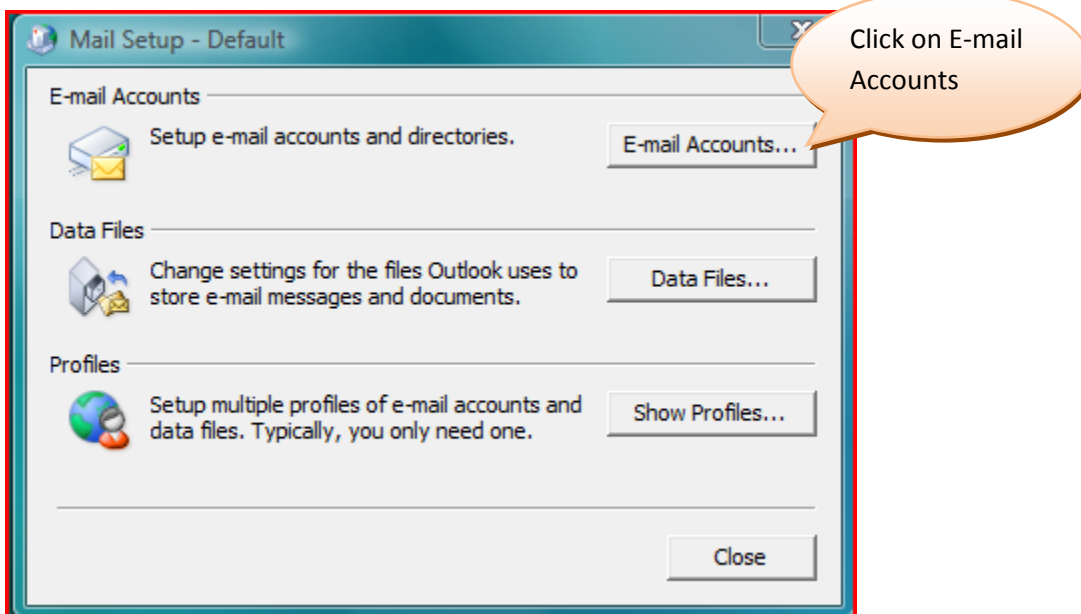 Mail Setup - Default
Click on E-mail
Accounts
E-mail Accounts
Setup e-mail accounts and directories.
E-mail Accounts...
Data Files
Change settings for the files Outlook uses to
store e-mail messages and documents.
Data Files...
Profiles
Setup multiple profiles of e-mail accounts and
data files. Typically, you only need one.
Show Profiles...
Close